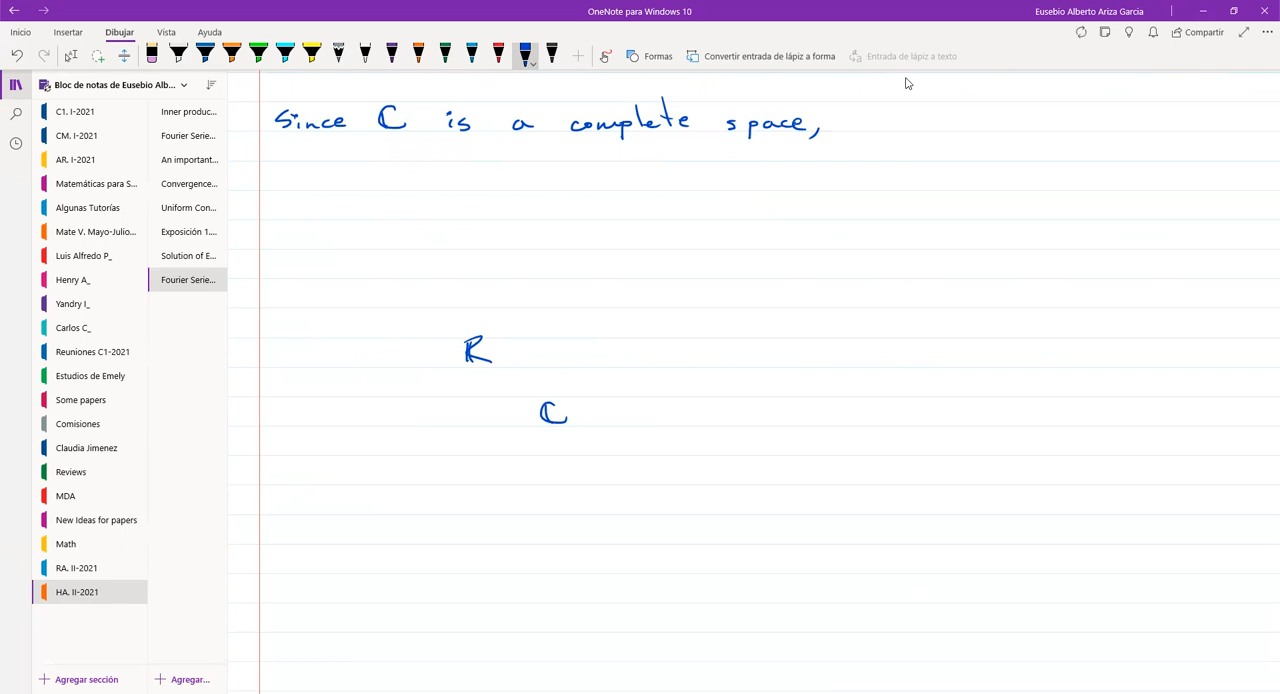 OneNote para Windows 10
Eusebio Alberto Ariza Garcia
Inicio Insertar Dibujar Vista Ayuda
Compartir
Formas Convertir entrada de lápiz a forma Entrada de lápiz a texto
Bloc de notas de Eusebio Alb...
C1. I-2021
CM. I-2021
AR. I-2021
Matemáticas para S...
Algunas Tutorías
Mate V. Mayo-Julio...
Luis Alfredo P_
Henry A_
Yandry I_
Carlos C_
Reuniones C1-2021
Estudios de Emely
Some papers
Comisiones
Claudia Jimenez
Reviews
MDA
New Ideas for papers
Math
RA. II-2021
HA. II-2021
Agregar sección
Inner produc...
Fourier Serie...
An important...
Convergence...
Uniform Con...
Exposición 1....
Solution of E...
Fourier Serie...
Agregar...
Since ℂ is a complete space,
ℝ
ℂ